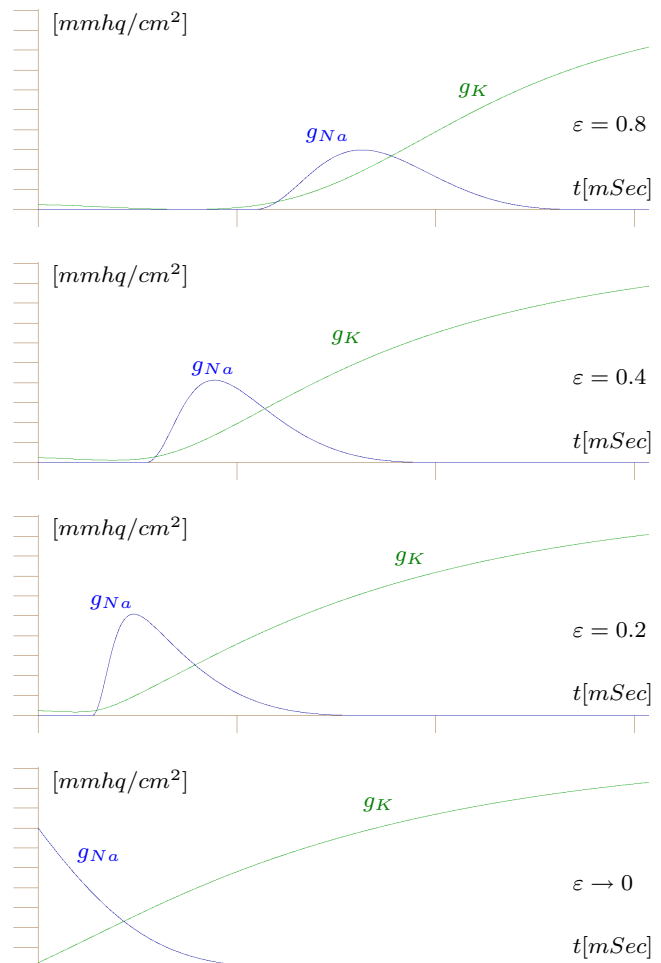 [mmhq/cm²]
g_K
g_Na
ε = 0.8
t[mSec]
[mmhq/cm²]
g_K
g_Na
ε = 0.4
t[mSec]
[mmhq/cm²]
g_K
g_Na
ε = 0.2
t[mSec]
[mmhq/cm²]
g_K
g_Na
ε → 0
t[mSec]